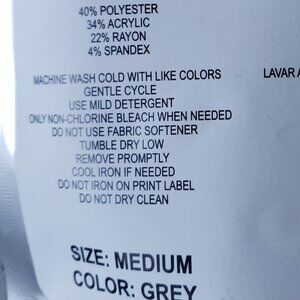 40% POLYESTER
34% ACRYLIC
22% RAYON
4% SPANDEX
MACHINE WASH COLD WITH LIKE COLORS
GENTLE CYCLE
USE MILD DETERGENT
ONLY NON-CHLORINE BLEACH WHEN NEEDED
DO NOT USE FABRIC SOFTENER
TUMBLE DRY LOW
REMOVE PROMPTLY
COOL IRON IF NEEDED
DO NOT IRON ON PRINT LABEL
DO NOT DRY CLEAN
SIZE: MEDIUM
COLOR: GREY
LAVAR A